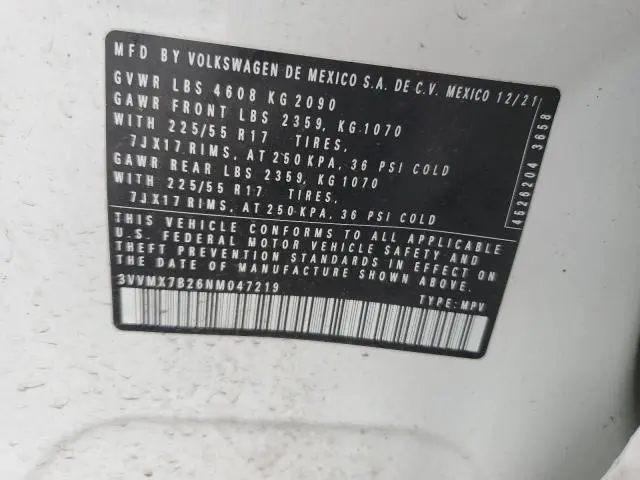 MFD BY VOLKSWAGEN DE MEXICO S.A. DE C.V. MEXICO 12/21
GVWR LBS 4608 KG 2090
GAWR FRONT LBS 2359, KG 1070
WITH 225/55 R17 TIRES,
7JX17 RIMS, AT 250 KPA, 36 PSI COLD
GAWR REAR LBS 2359, KG 1070
WITH 225/55 R17 TIRES,
7JX17 RIMS, AT 250 KPA, 36 PSI COLD
THIS VEHICLE CONFORMS TO ALL APPLICABLE
U.S. FEDERAL MOTOR VEHICLE SAFETY AND
THEFT PREVENTION STANDARDS IN EFFECT ON
THE DATE OF MANUFACTURE SHOWN ABOVE.
3VVMX7B26NM047219 TYPE: MPV
4626204 3658